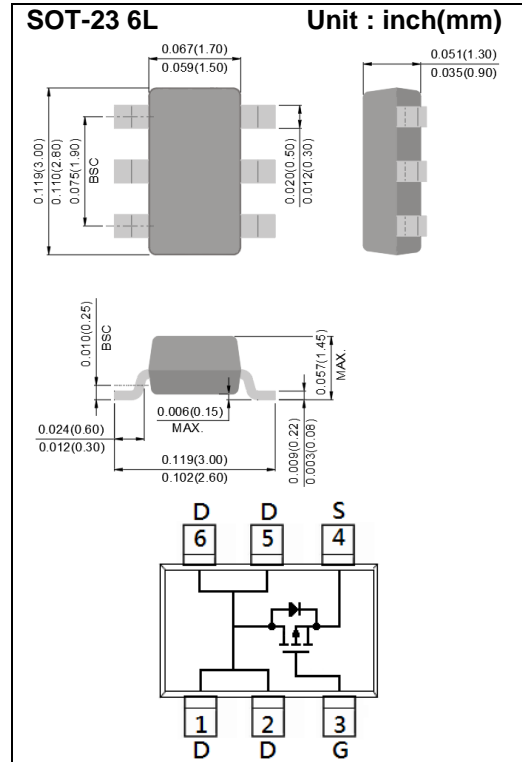 SOT-23 6L Unit : inch(mm)
0.067(1.70)
0.059(1.50)
0.051(1.30)
0.035(0.90)
0.119(3.00)
0.110(2.80)
0.075(1.90)
BSC
0.020(0.50)
0.012(0.30)
0.010(0.25)
BSC
0.057(1.45)
MAX.
0.006(0.15)
MAX.
0.024(0.60)
0.012(0.30)
0.119(3.00)
0.102(2.60)
0.009(0.22)
0.003(0.08)
D D S
6 5 4
1 2 3
D D G